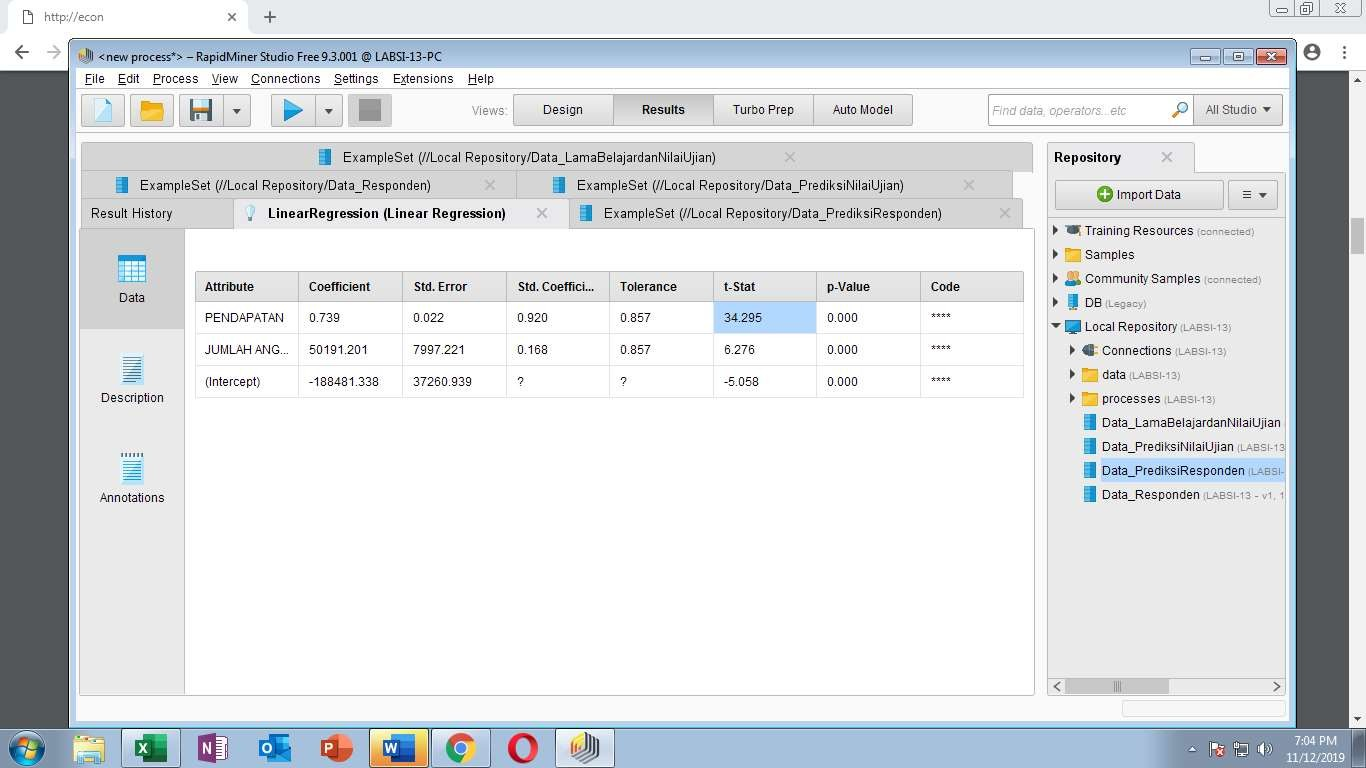 http://econ
<new process*> – RapidMiner Studio Free 9.3.001 @ LABSI-13-PC
File Edit Process View Connections Settings Extensions Help
Views: Design Results Turbo Prep Auto Model Find data, operators...etc All Studio
ExampleSet (//Local Repository/Data_LamaBelajardanNilaiUjian)
ExampleSet (//Local Repository/Data_Responden) ExampleSet (//Local Repository/Data_PrediksiNilaiUjian)
Result History LinearRegression (Linear Regression) ExampleSet (//Local Repository/Data_PrediksiResponden)
Data
Description
Annotations
Attribute Coefficient Std. Error Std. Coeffici... Tolerance t-Stat p-Value Code
PENDAPATAN 0.739 0.022 0.920 0.857 34.295 0.000 ****
JUMLAH ANG... 50191.201 7997.221 0.168 0.857 6.276 0.000 ****
(Intercept) -188481.338 37260.939 ? ? -5.058 0.000 ****
Repository
Import Data
Training Resources (connected)
Samples
Community Samples (connected)
DB (Legacy)
Local Repository (LABSI-13)
Connections (LABSI-13)
data (LABSI-13)
processes (LABSI-13)
Data_LamaBelajardanNilaiUjian
Data_PrediksiNilaiUjian (LABSI-13
Data_PrediksiResponden (LABSI-
Data_Responden (LABSI-13 - v1, 1
7:04 PM
11/12/2019